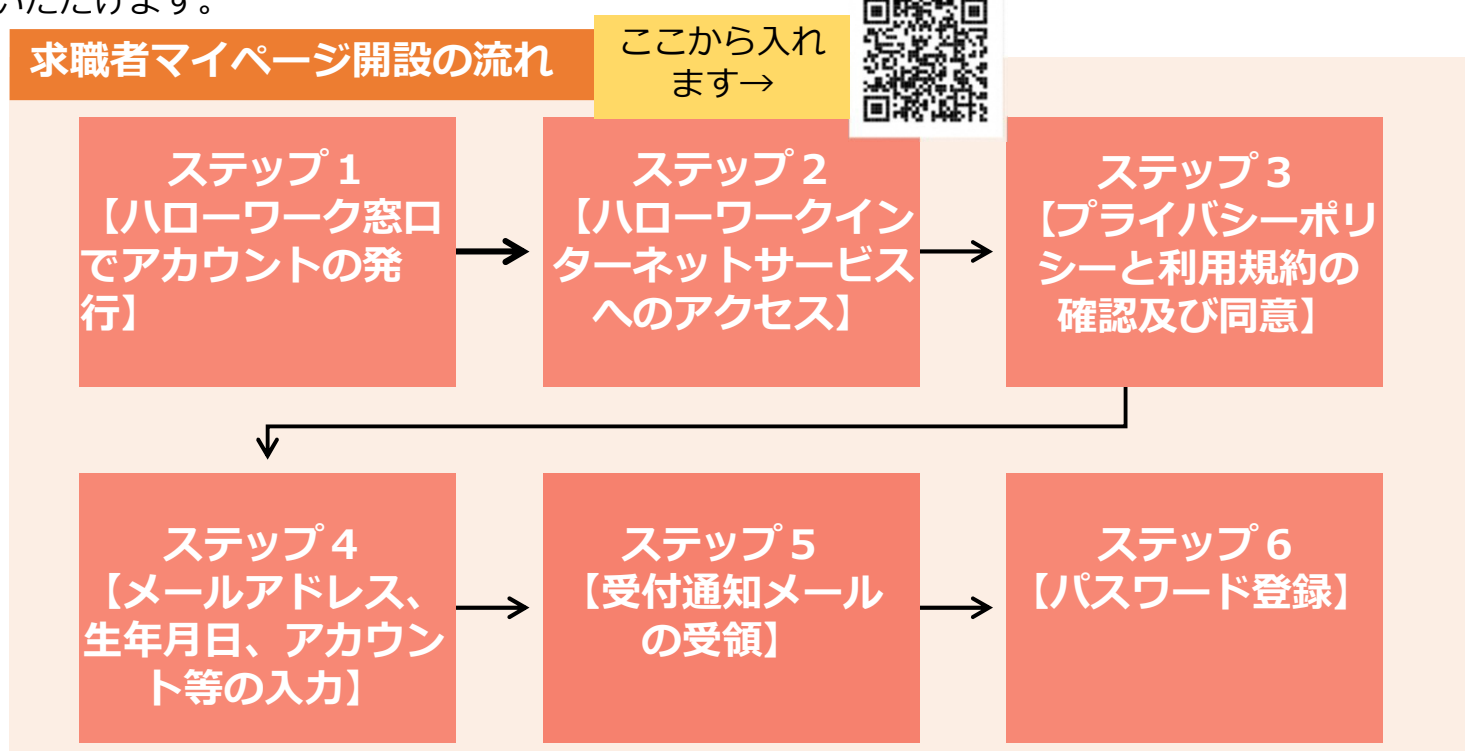 いただけます。
求職者マイページ開設の流れ
ここから入れ
ます→
ステップ１
【ハローワーク窓口
でアカウントの発
行】
ステップ２
【ハローワークイン
ターネットサービス
へのアクセス】
ステップ３
【プライバシーポリ
シーと利用規約の
確認及び同意】
ステップ４
【メールアドレス、
生年月日、アカウン
ト等の入力】
ステップ５
【受付通知メール
の受領】
ステップ６
【パスワード登録】